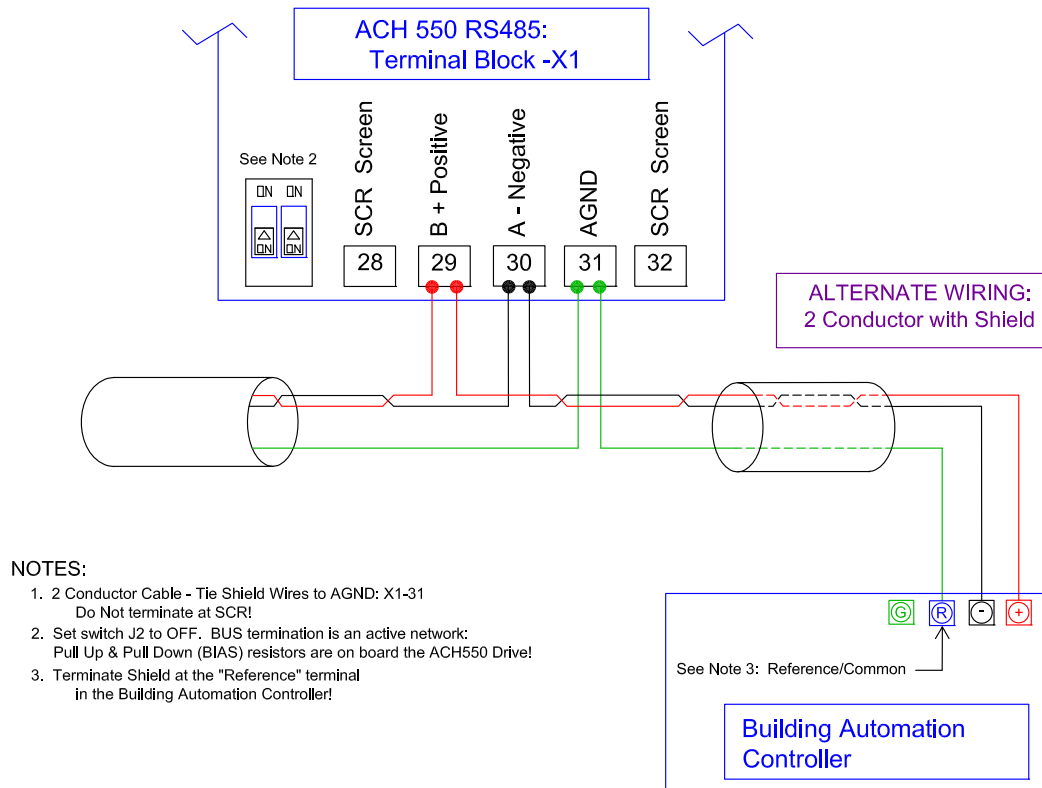 ACH 550 RS485:
Terminal Block -X1
See Note 2
ON ON
ON ON
SCR Screen
B + Positive
A - Negative
AGND
SCR Screen
28
29
30
31
32
ALTERNATE WIRING:
2 Conductor with Shield
NOTES:
1. 2 Conductor Cable - Tie Shield Wires to AGND: X1-31
Do Not terminate at SCR!
2. Set switch J2 to OFF. BUS termination is an active network:
Pull Up & Pull Down (BIAS) resistors are on board the ACH550 Drive!
3. Terminate Shield at the "Reference" terminal
in the Building Automation Controller!
G R - +
See Note 3: Reference/Common
Building Automation
Controller